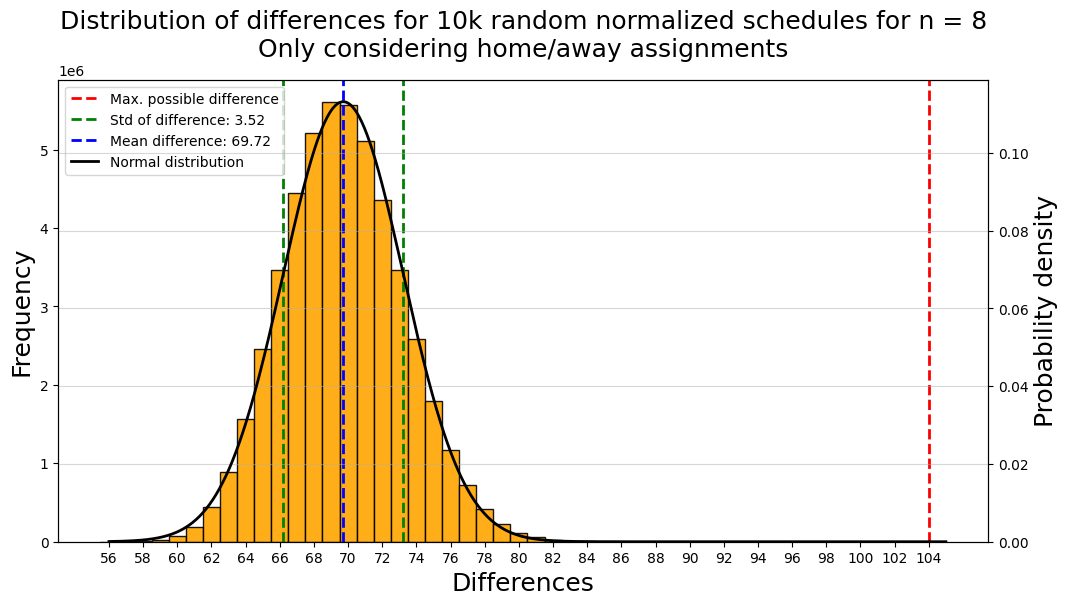 Distribution of differences for 10k random normalized schedules for n = 8
Only considering home/away assignments
1e6
Max. possible difference
Std of difference: 3.52
Mean difference: 69.72
Normal distribution
Frequency
5
4
3
2
1
0
Probability density
0.10
0.08
0.06
0.04
0.02
0.00
56 58 60 62 64 66 68 70 72 74 76 78 80 82 84 86 88 90 92 94 96 98 100 102 104
Differences